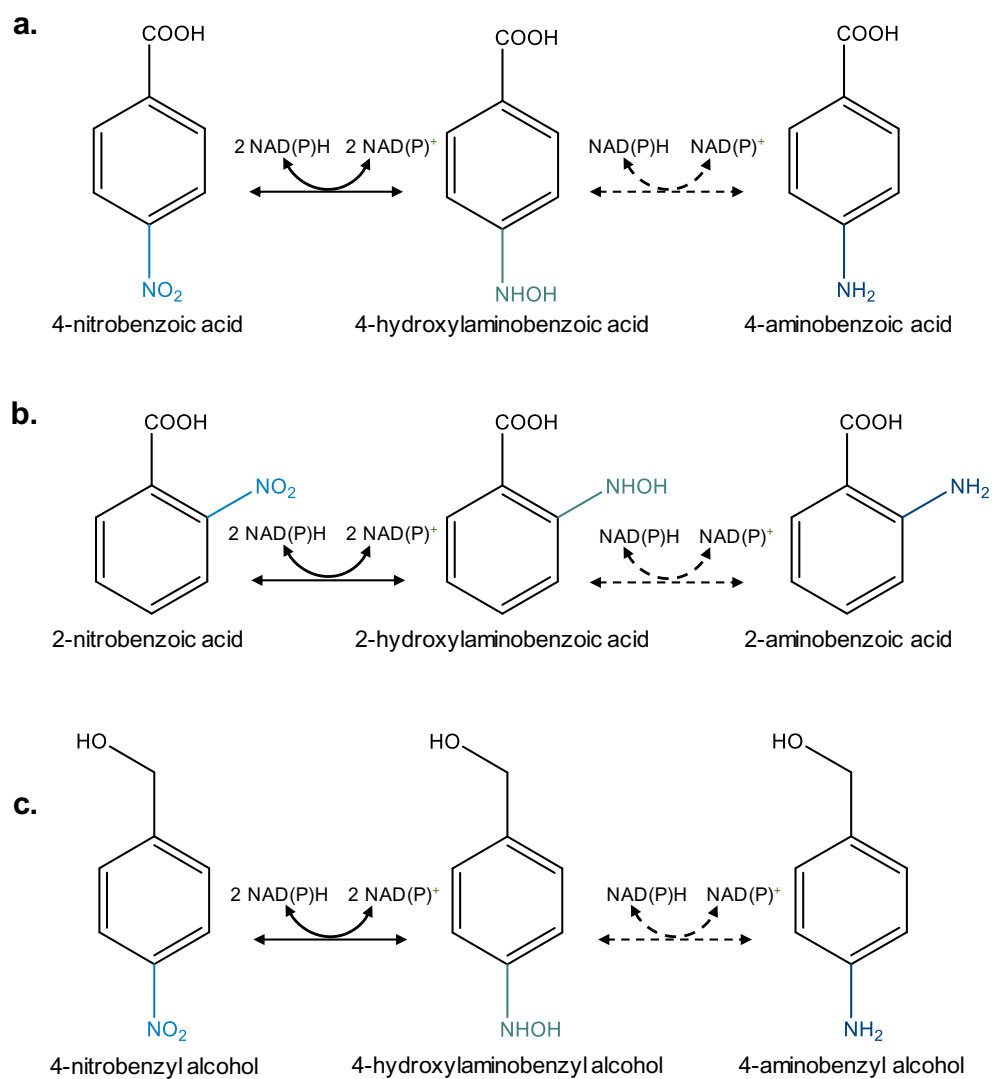 a.
COOH COOH COOH
2 NAD(P)H 2 NAD(P)⁺ NAD(P)H NAD(P)⁺
NO₂ NHOH NH₂
4-nitrobenzoic acid 4-hydroxylaminobenzoic acid 4-aminobenzoic acid
b.
COOH COOH COOH
NO₂ NHOH NH₂
2 NAD(P)H 2 NAD(P)⁺ NAD(P)H NAD(P)⁺
2-nitrobenzoic acid 2-hydroxylaminobenzoic acid 2-aminobenzoic acid
HO HO HO
c.
2 NAD(P)H 2 NAD(P)⁺ NAD(P)H NAD(P)⁺
NO₂ NHOH NH₂
4-nitrobenzyl alcohol 4-hydroxylaminobenzyl alcohol 4-aminobenzyl alcohol